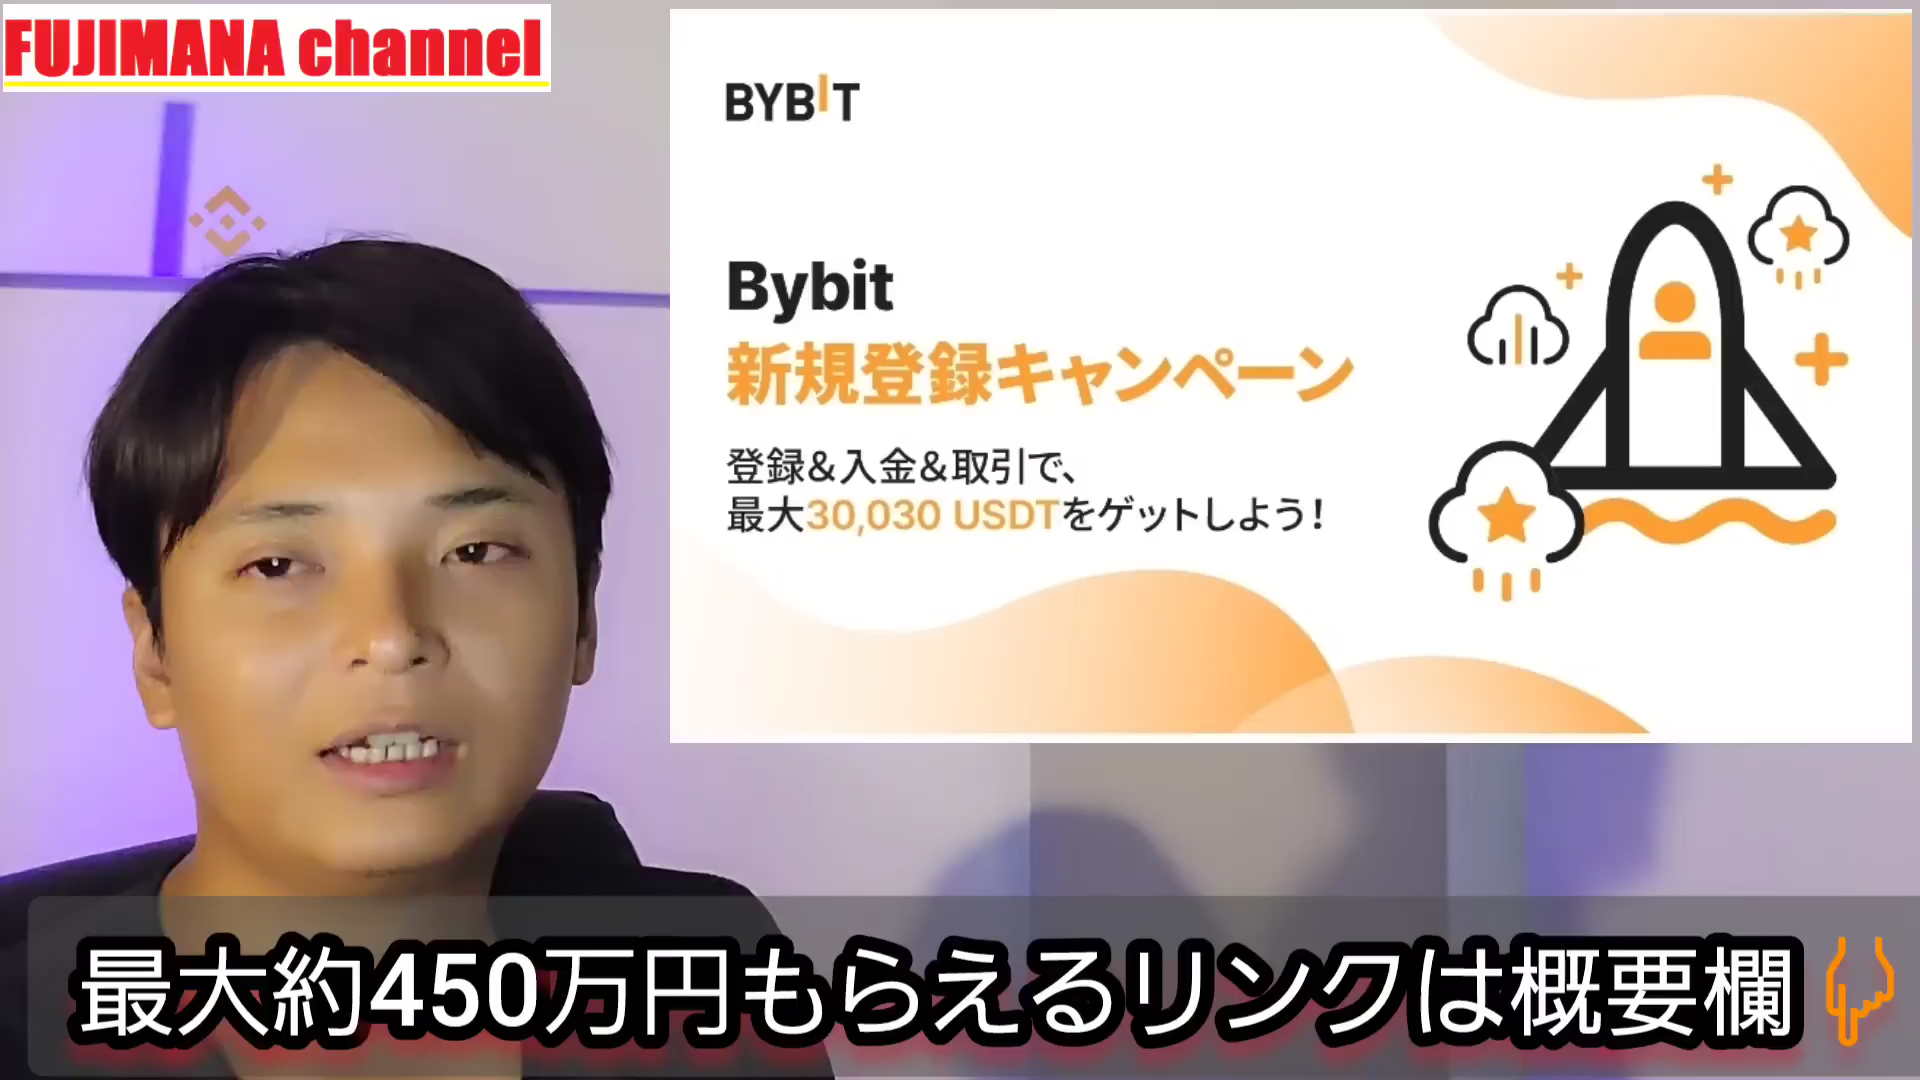 FUJIMANA channel
BYBIT
Bybit
新規登録キャンペーン
登録&入金&取引で、
最大30,030 USDTをゲットしよう！
最大約450万円もらえるリンクは概要欄